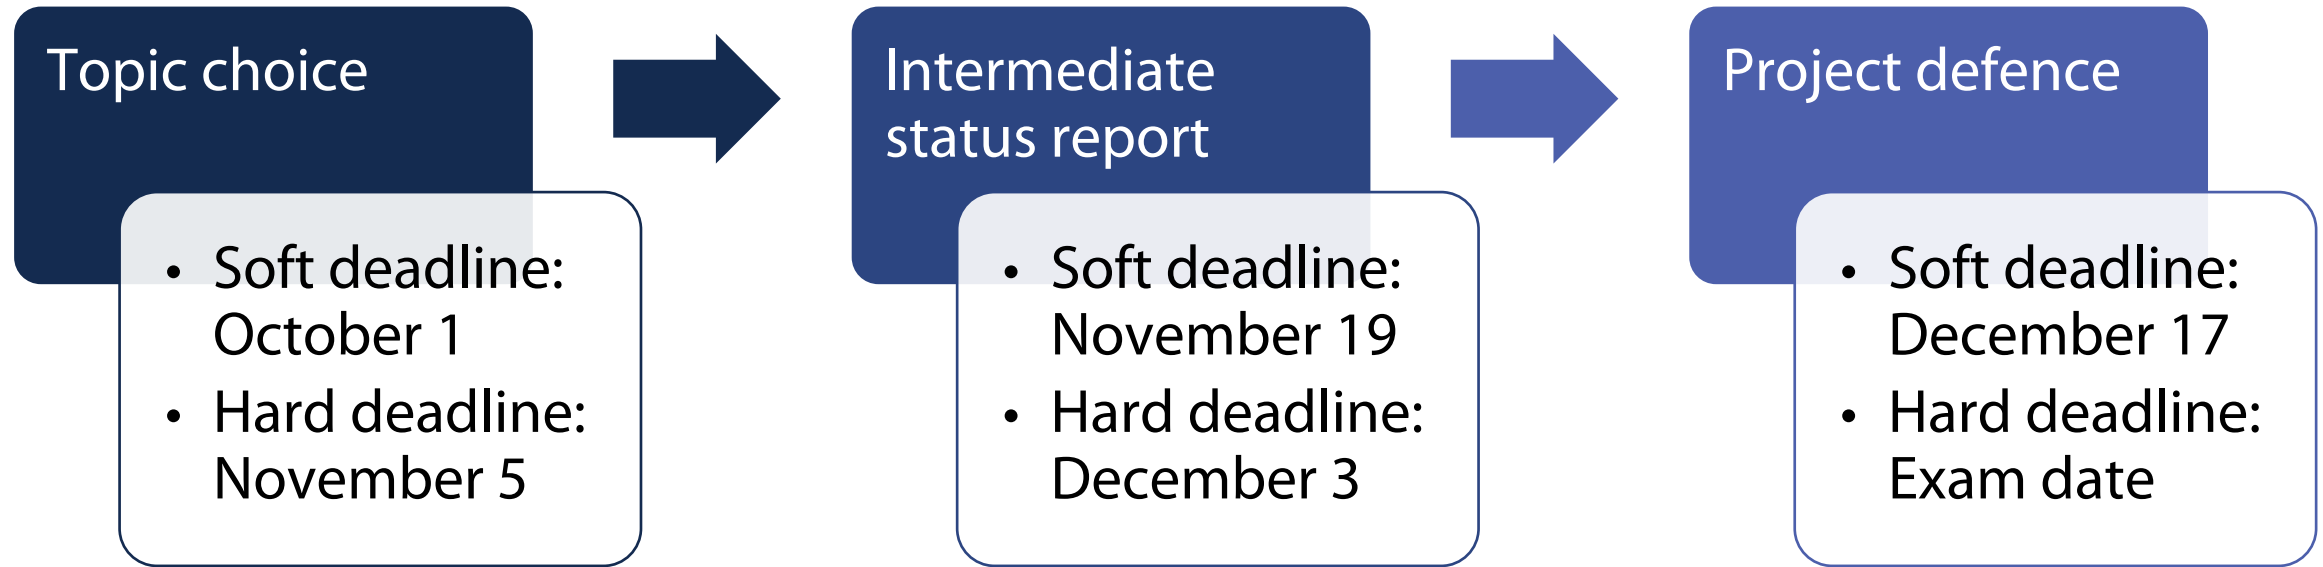 Topic choice
• Soft deadline:
October 1
• Hard deadline:
November 5
Intermediate
status report
• Soft deadline:
November 19
• Hard deadline:
December 3
Project defence
• Soft deadline:
December 17
• Hard deadline:
Exam date